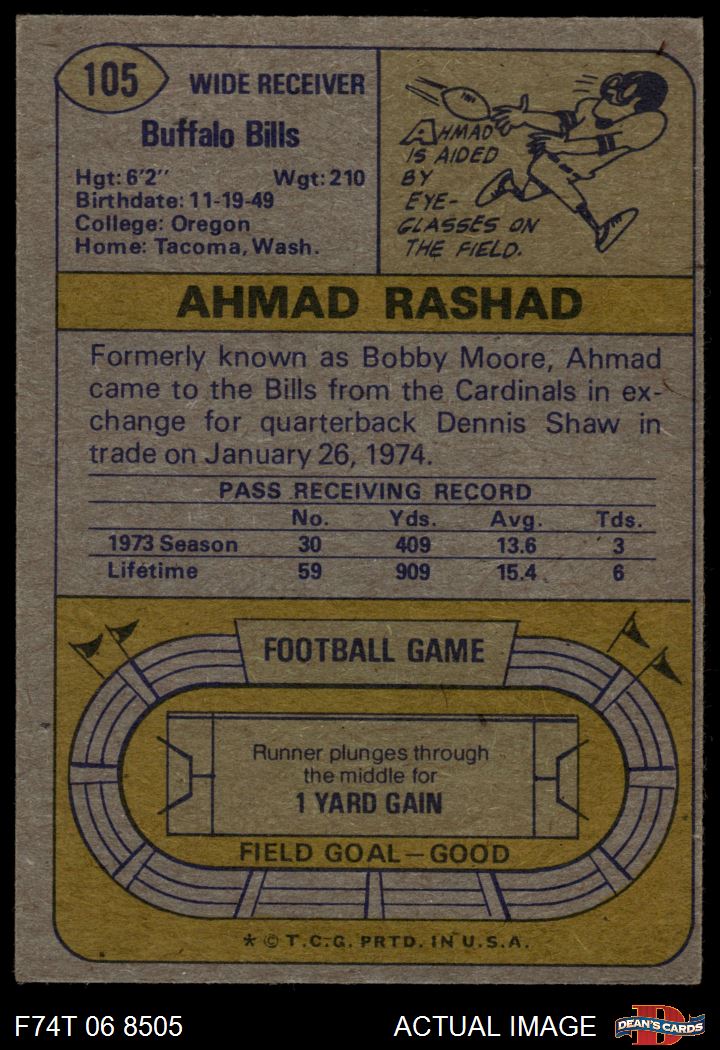 105
WIDE RECEIVER
Buffalo Bills
Hgt: 6'2" Wgt: 210
Birthdate: 11-19-49
College: Oregon
Home: Tacoma, Wash.
AHMAD
IS AIDED
BY
EYE-
GLASSES ON
THE FIELD.
AHMAD RASHAD
Formerly known as Bobby Moore, Ahmad
came to the Bills from the Cardinals in ex-
change for quarterback Dennis Shaw in
trade on January 26, 1974.
PASS RECEIVING RECORD
No. Yds. Avg. Tds.
1973 Season 30 409 13.6 3
Lifetime 59 909 15.4 6
FOOTBALL GAME
Runner plunges through
the middle for
1 YARD GAIN
FIELD GOAL—GOOD
* © T.C.G. PRTD. IN U.S.A.
F74T 06 8505 ACTUAL IMAGE
D
DEAN'S CARDS